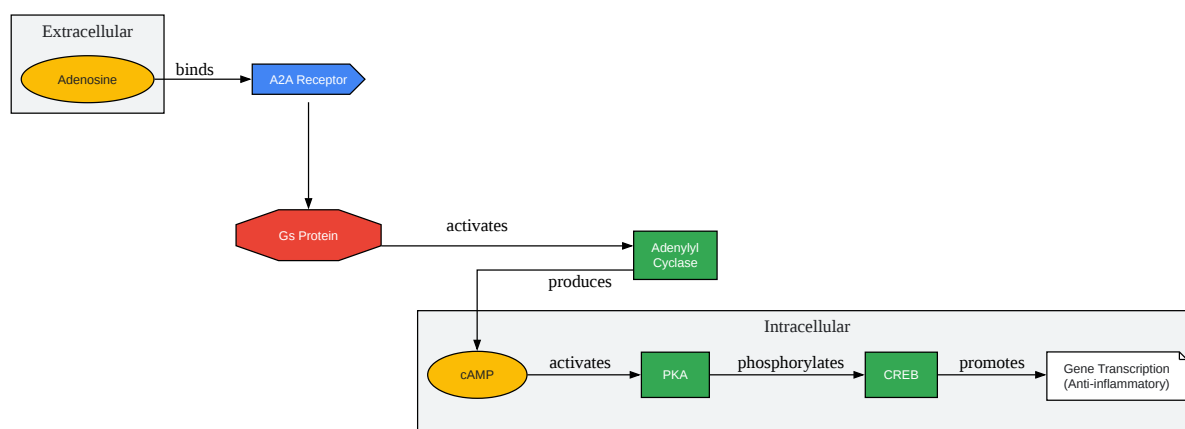 Extracellular
Adenosine
binds
A2A Receptor
Gs Protein
activates
Adenylyl
Cyclase
produces
Intracellular
cAMP
activates
PKA
phosphorylates
CREB
promotes
Gene Transcription
(Anti-inflammatory)